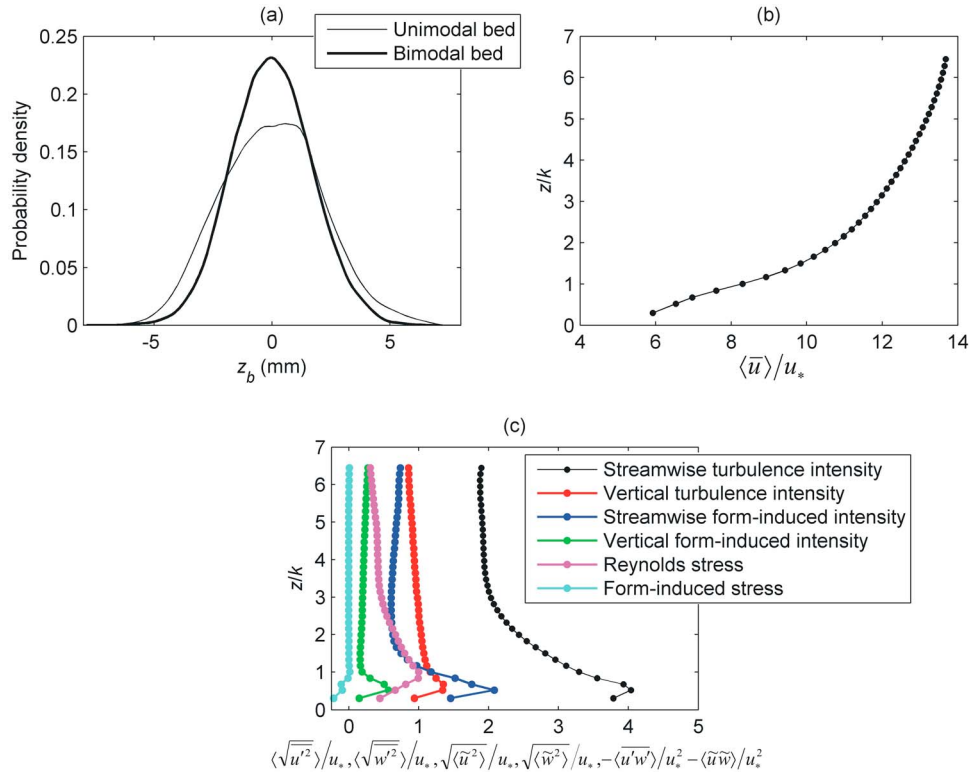 (a)
Unimodal bed
Bimodal bed
0.25
0.2
0.15
0.1
0.05
0
Probability density
-5 0 5
z_b (mm)
(b)
7
6
5
4
3
2
1
0
z/k
4 6 8 10 12 14
⟨u̅⟩/u_*
(c)
7
6
5
4
3
2
1
0
z/k
Streamwise turbulence intensity
Vertical turbulence intensity
Streamwise form-induced intensity
Vertical form-induced intensity
Reynolds stress
Form-induced stress
0 1 2 3 4 5
⟨√(u'²)̅⟩/u_*, ⟨√(w'²)̅⟩/u_*, √⟨ũ²⟩/u_*, √⟨w̃²⟩/u_*, -⟨u'w'̅⟩/u_*² -⟨ũw̃⟩/u_*²